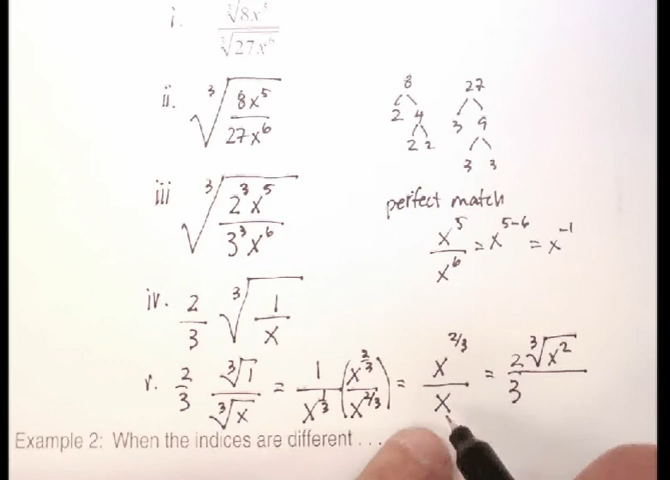 i. ∛8x⁵ / ∛27x⁶
ii. ∛(8x⁵ / 27x⁶)
8
2 4
2 2
27
3 9
3 3
iii ∛(2³x⁵ / 3³x⁶)
perfect match
x⁵/x⁶ = x⁵⁻⁶ = x⁻¹
iv. 2/3 ∛(1/x)
v. 2/3 ∛1/∛x = 1/x^(1/3) (x^(2/3)/x^(2/3)) = x^(2/3)/x = 2∛x²/3
Example 2: When the indices are different . . .